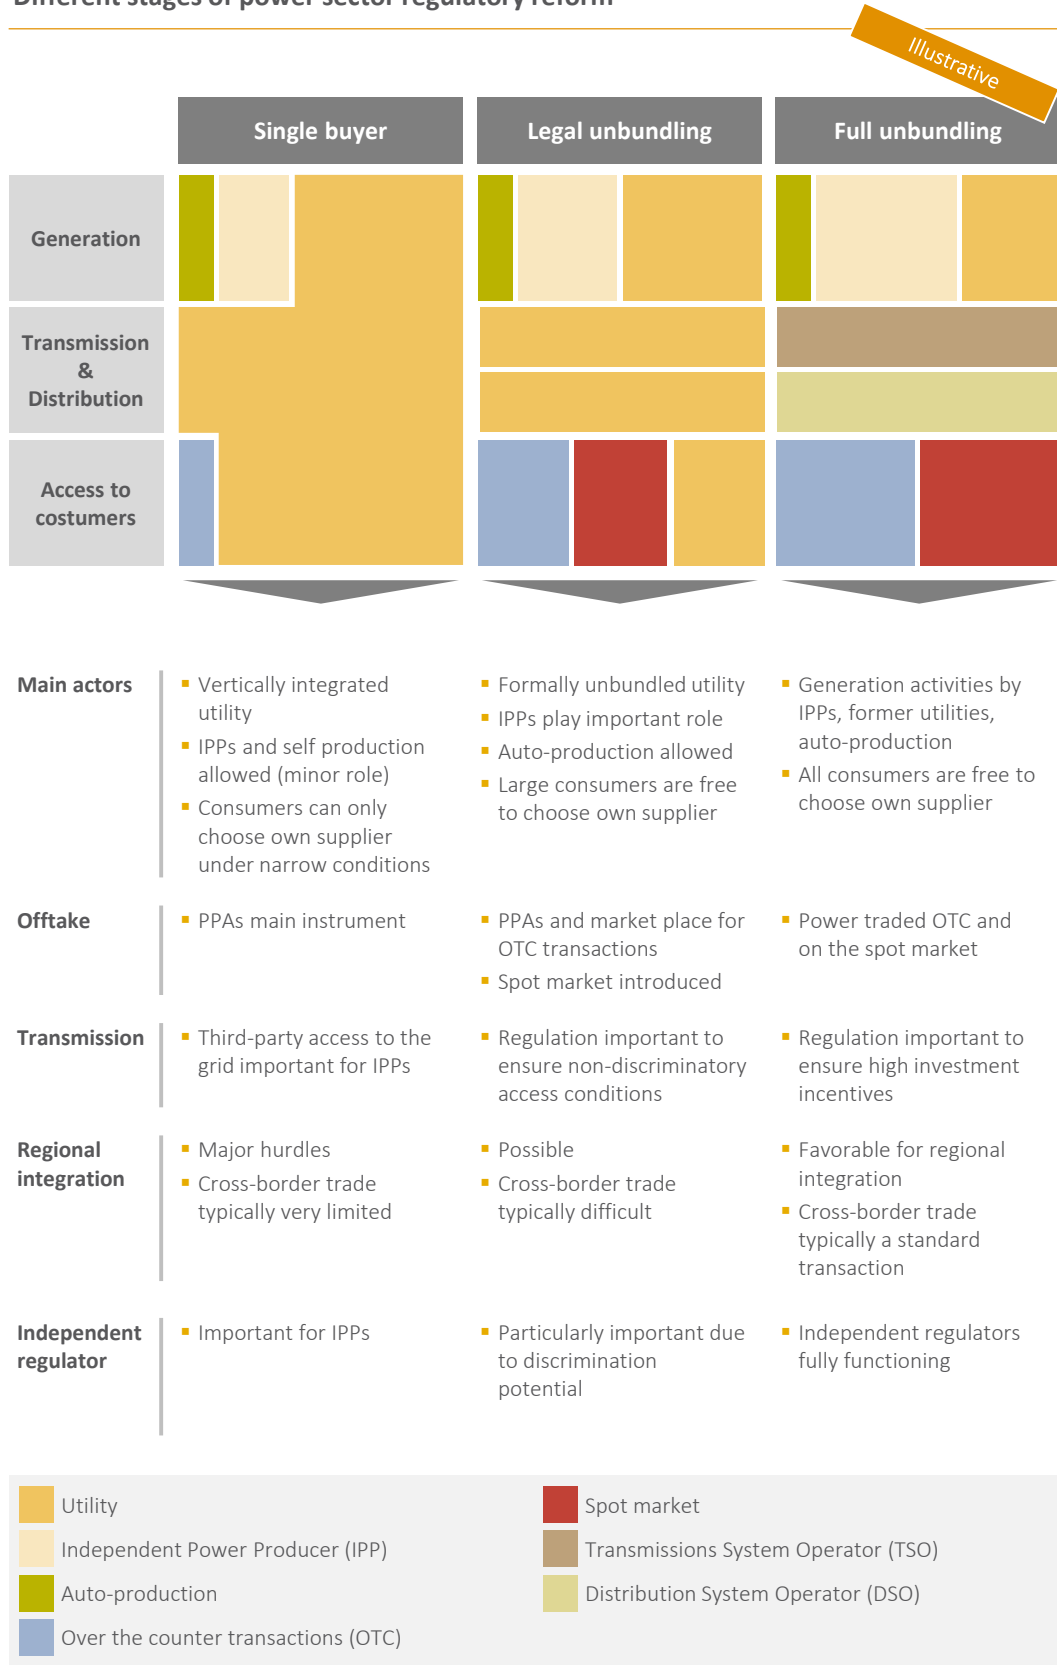 Different stages of power sector regulatory reform
Illustrative
Single buyer
Legal unbundling
Full unbundling
Generation
Transmission
&
Distribution
Access to
costumers
Main actors
Vertically integrated
utility
IPPs and self production
allowed (minor role)
Consumers can only
choose own supplier
under narrow conditions
Formally unbundled utility
IPPs play important role
Auto-production allowed
Large consumers are free
to choose own supplier
Generation activities by
IPPs, former utilities,
auto-production
All consumers are free to
choose own supplier
Offtake
PPAs main instrument
PPAs and market place for
OTC transactions
Spot market introduced
Power traded OTC and
on the spot market
Transmission
Third-party access to the
grid important for IPPs
Regulation important to
ensure non-discriminatory
access conditions
Regulation important to
ensure high investment
incentives
Regional
integration
Major hurdles
Cross-border trade
typically very limited
Possible
Cross-border trade
typically difficult
Favorable for regional
integration
Cross-border trade
typically a standard
transaction
Independent
regulator
Important for IPPs
Particularly important due
to discrimination
potential
Independent regulators
fully functioning
Utility
Independent Power Producer (IPP)
Auto-production
Over the counter transactions (OTC)
Spot market
Transmissions System Operator (TSO)
Distribution System Operator (DSO)